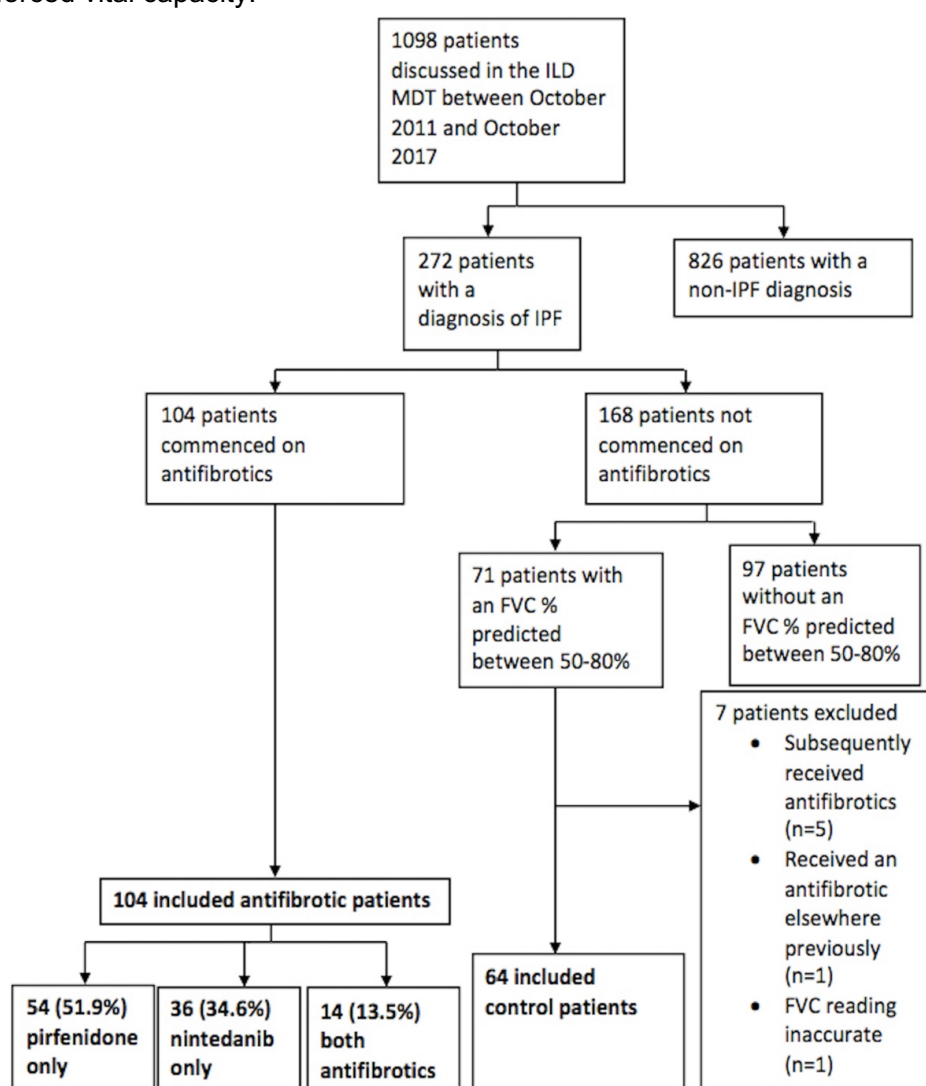 forced vital capacity.
1098 patients
discussed in the ILD
MDT between October
2011 and October
2017
272 patients
with a
diagnosis of IPF
826 patients with a
non-IPF diagnosis
104 patients
commenced on
antifibrotics
168 patients not
commenced on
antifibrotics
71 patients with
an FVC %
predicted
between 50-80%
97 patients
without an
FVC % predicted
between 50-80%
7 patients excluded
• Subsequently
received
antifibrotics
(n=5)
• Received an
antifibrotic
elsewhere
previously
(n=1)
• FVC reading
inaccurate
(n=1)
104 included antifibrotic patients
54 (51.9%)
pirfenidone
only
36 (34.6%)
nintedanib
only
14 (13.5%)
both
antifibrotics
64 included
control patients